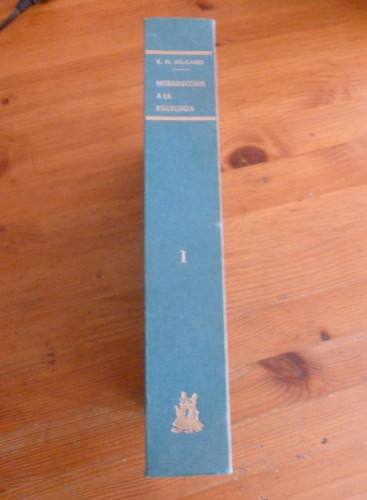 E. R. HILGARD
INTRODUCCION
A LA
PSICOLOGIA
1